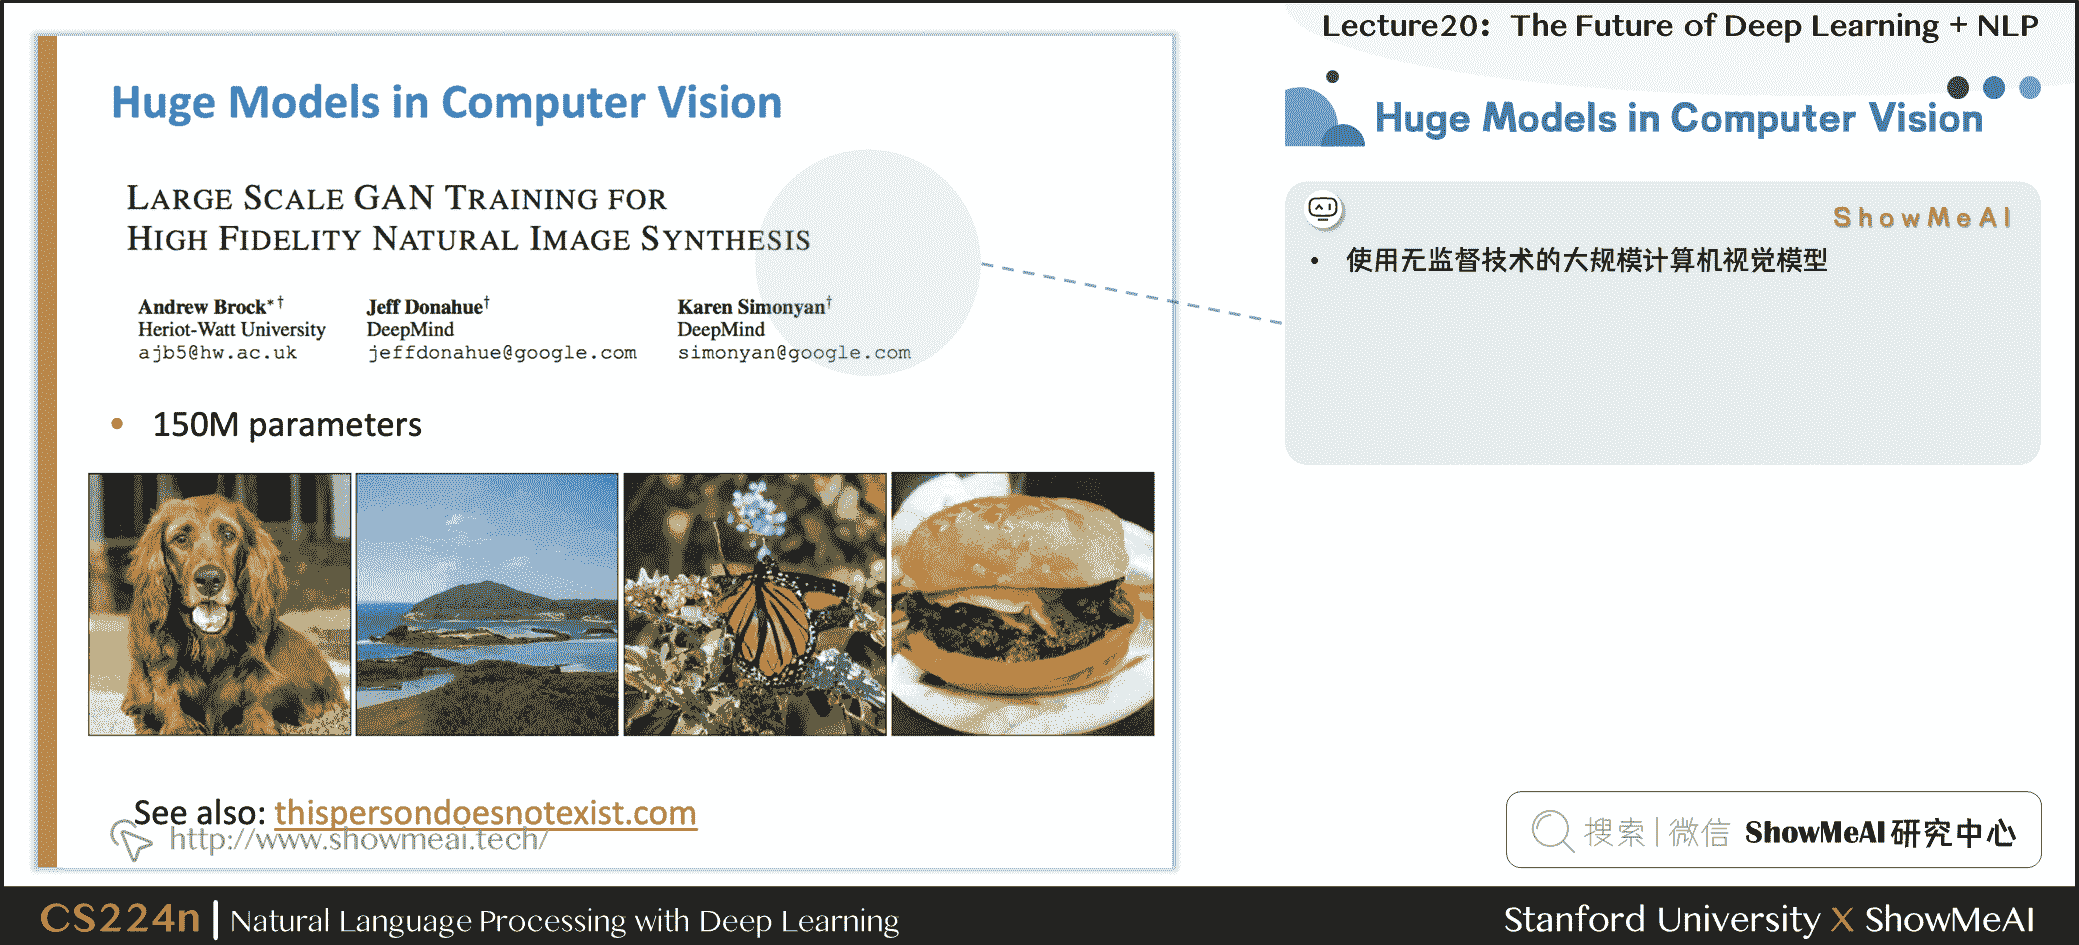 Lecture20： The Future of Deep Learning + NLP
Huge Models in Computer Vision
LARGE SCALE GAN TRAINING FOR
HIGH FIDELITY NATURAL IMAGE SYNTHESIS
Andrew Brock*† Jeff Donahue† Karen Simonyan†
Heriot-Watt University DeepMind DeepMind
ajb5@hw.ac.uk jeffdonahue@google.com simonyan@google.com
• 150M parameters
See also: thispersondoesnotexist.com
http://www.showmeai.tech/
Huge Models in Computer Vision
ShowMeAI
• 使用无监督技术的大规模计算机视觉模型
搜索 | 微信 ShowMeAI 研究中心
CS224n | Natural Language Processing with Deep Learning
Stanford University X ShowMeAI